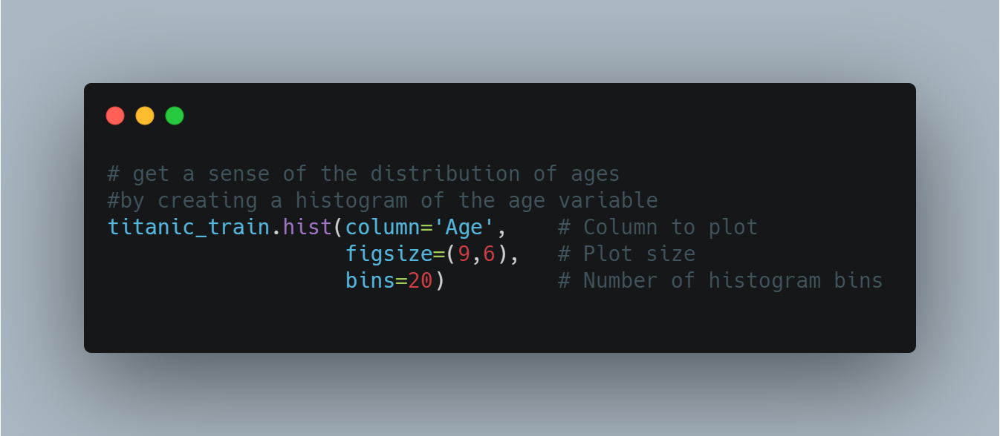 # get a sense of the distribution of ages
#by creating a histogram of the age variable
titanic_train.hist(column='Age',    # Column to plot
                   figsize=(9,6),   # Plot size
                   bins=20)         # Number of histogram bins